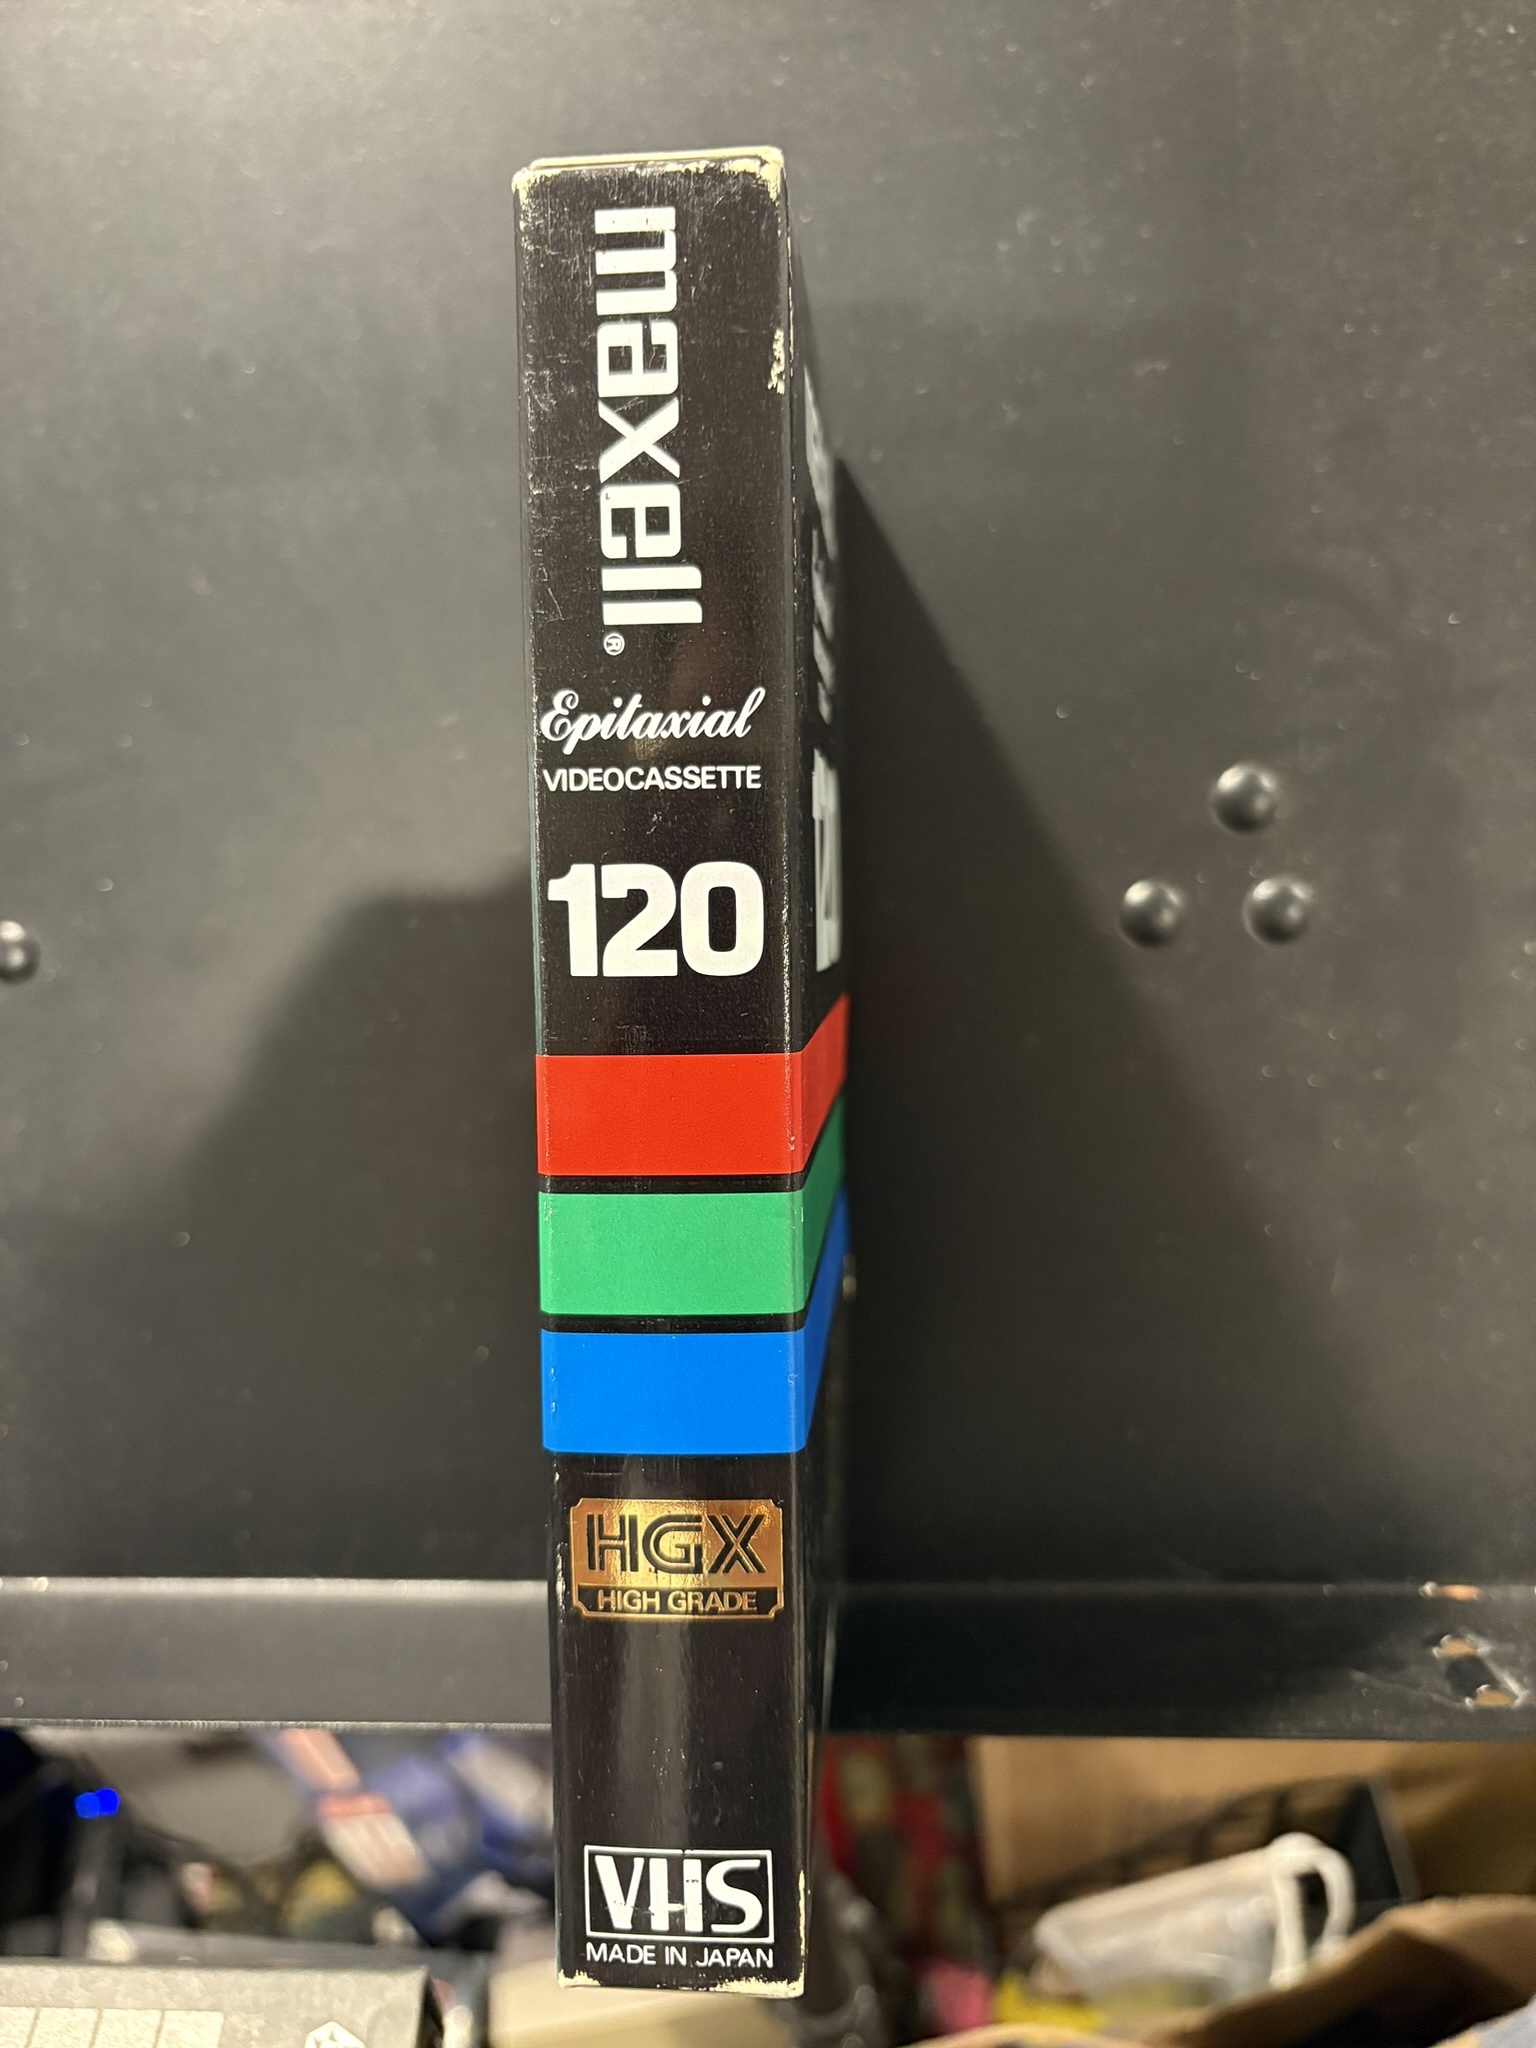 maxell®
Epitaxial
VIDEOCASSETTE
120
HGX
HIGH GRADE
VHS
MADE IN JAPAN